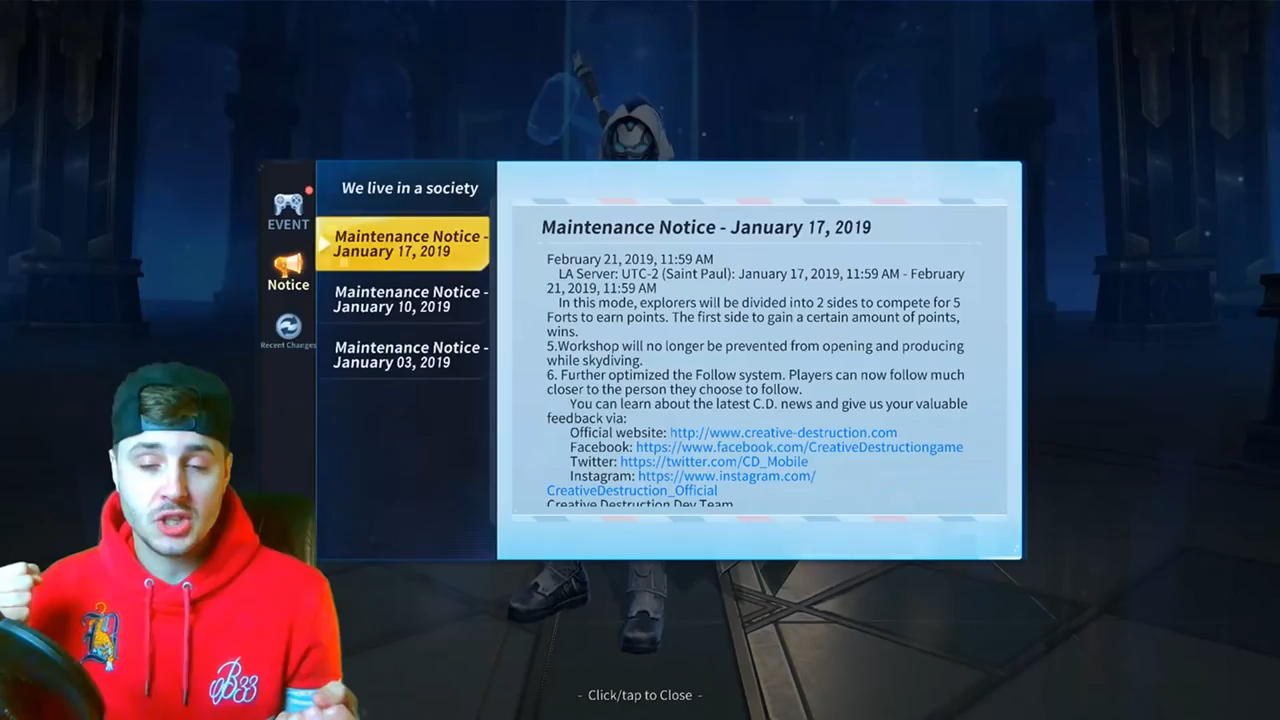 EVENT
Notice
Recent Changes
We live in a society
Maintenance Notice -
January 17, 2019
Maintenance Notice -
January 10, 2019
Maintenance Notice -
January 03, 2019
Maintenance Notice - January 17, 2019
February 21, 2019, 11:59 AM
LA Server: UTC-2 (Saint Paul): January 17, 2019, 11:59 AM - February
21, 2019, 11:59 AM
In this mode, explorers will be divided into 2 sides to compete for 5
Forts to earn points. The first side to gain a certain amount of points,
wins.
5.Workshop will no longer be prevented from opening and producing
while skydiving.
6. Further optimized the Follow system. Players can now follow much
closer to the person they choose to follow.
You can learn about the latest C.D. news and give us your valuable
feedback via:
Official website: http://www.creative-destruction.com
Facebook: https://www.facebook.com/CreativeDestructiongame
Twitter: https://twitter.com/CD_Mobile
Instagram: https://www.instagram.com/
CreativeDestruction_Official
Creative Destruction Dev Team
B33
- Click/tap to Close -